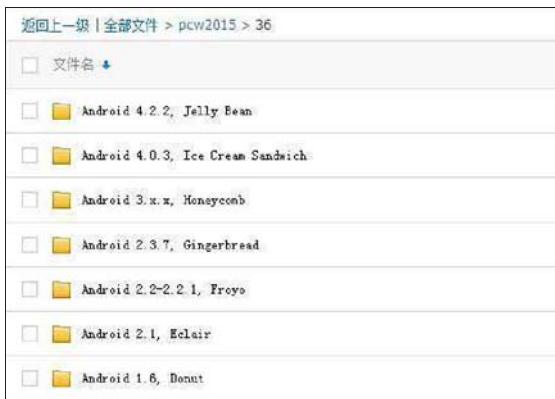 返回上一级 | 全部文件 > pcw2015 > 36
文件名
Android 4.2.2, Jelly Bean
Android 4.0.3, Ice Cream Sandwich
Android 3.x.x, Honeycomb
Android 2.3.7, Gingerbread
Android 2.2-2.2.1, Froyo
Android 2.1, Eclair
Android 1.6, Donut